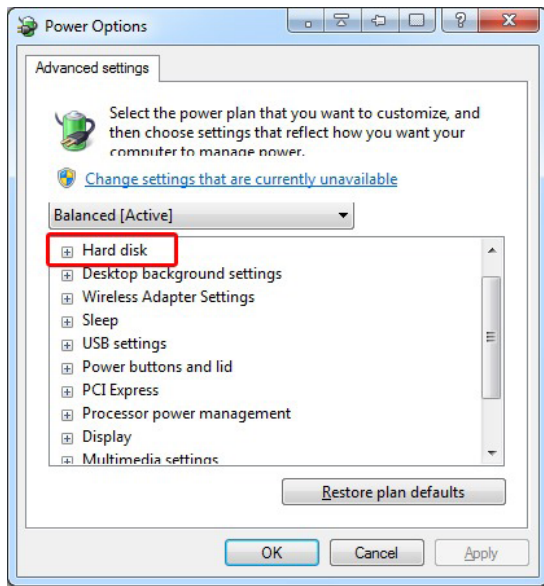 Power Options
Advanced settings
Select the power plan that you want to customize, and
then choose settings that reflect how you want your
computer to manage power.
Change settings that are currently unavailable
Balanced [Active]
Hard disk
Desktop background settings
Wireless Adapter Settings
Sleep
USB settings
Power buttons and lid
PCI Express
Processor power management
Display
Multimedia settings
Restore plan defaults
OK Cancel Apply